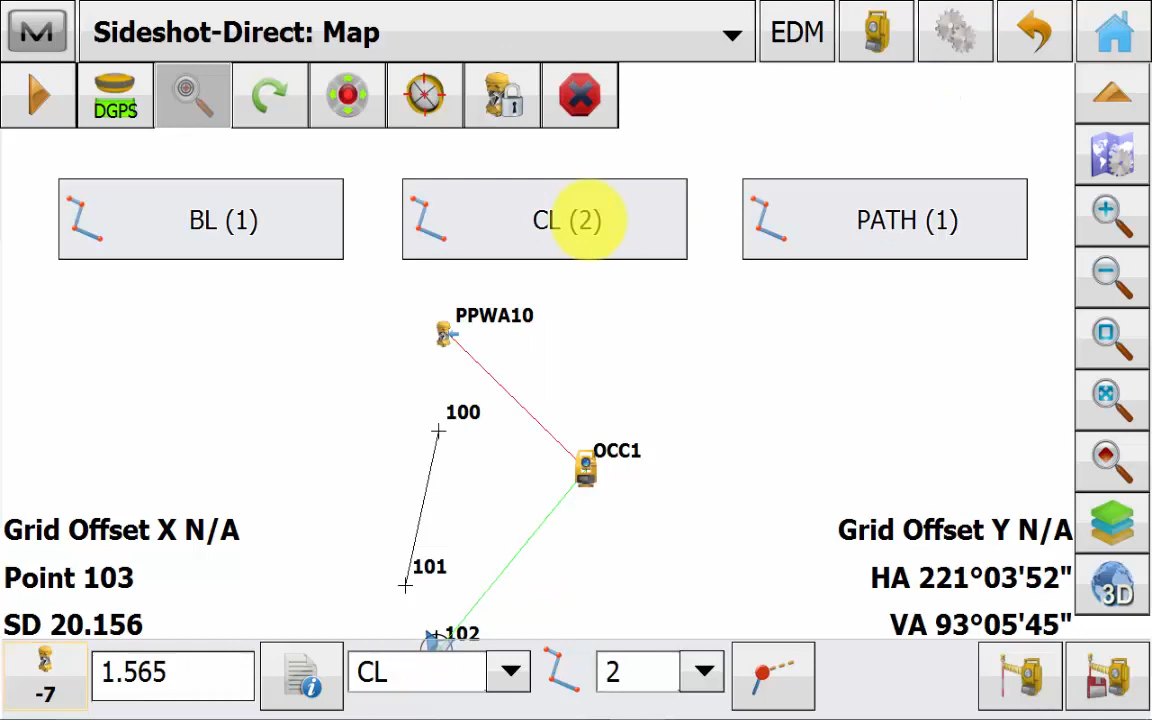 Sideshot-Direct: Map
EDM
DGPS
BL (1)
CL (2)
PATH (1)
PPWA10
100
OCC1
Grid Offset X N/A
Grid Offset Y N/A
101
Point 103
HA 221°03'52"
3D
102
SD 20.156
VA 93°05'45"
-7
1.565
CL
2